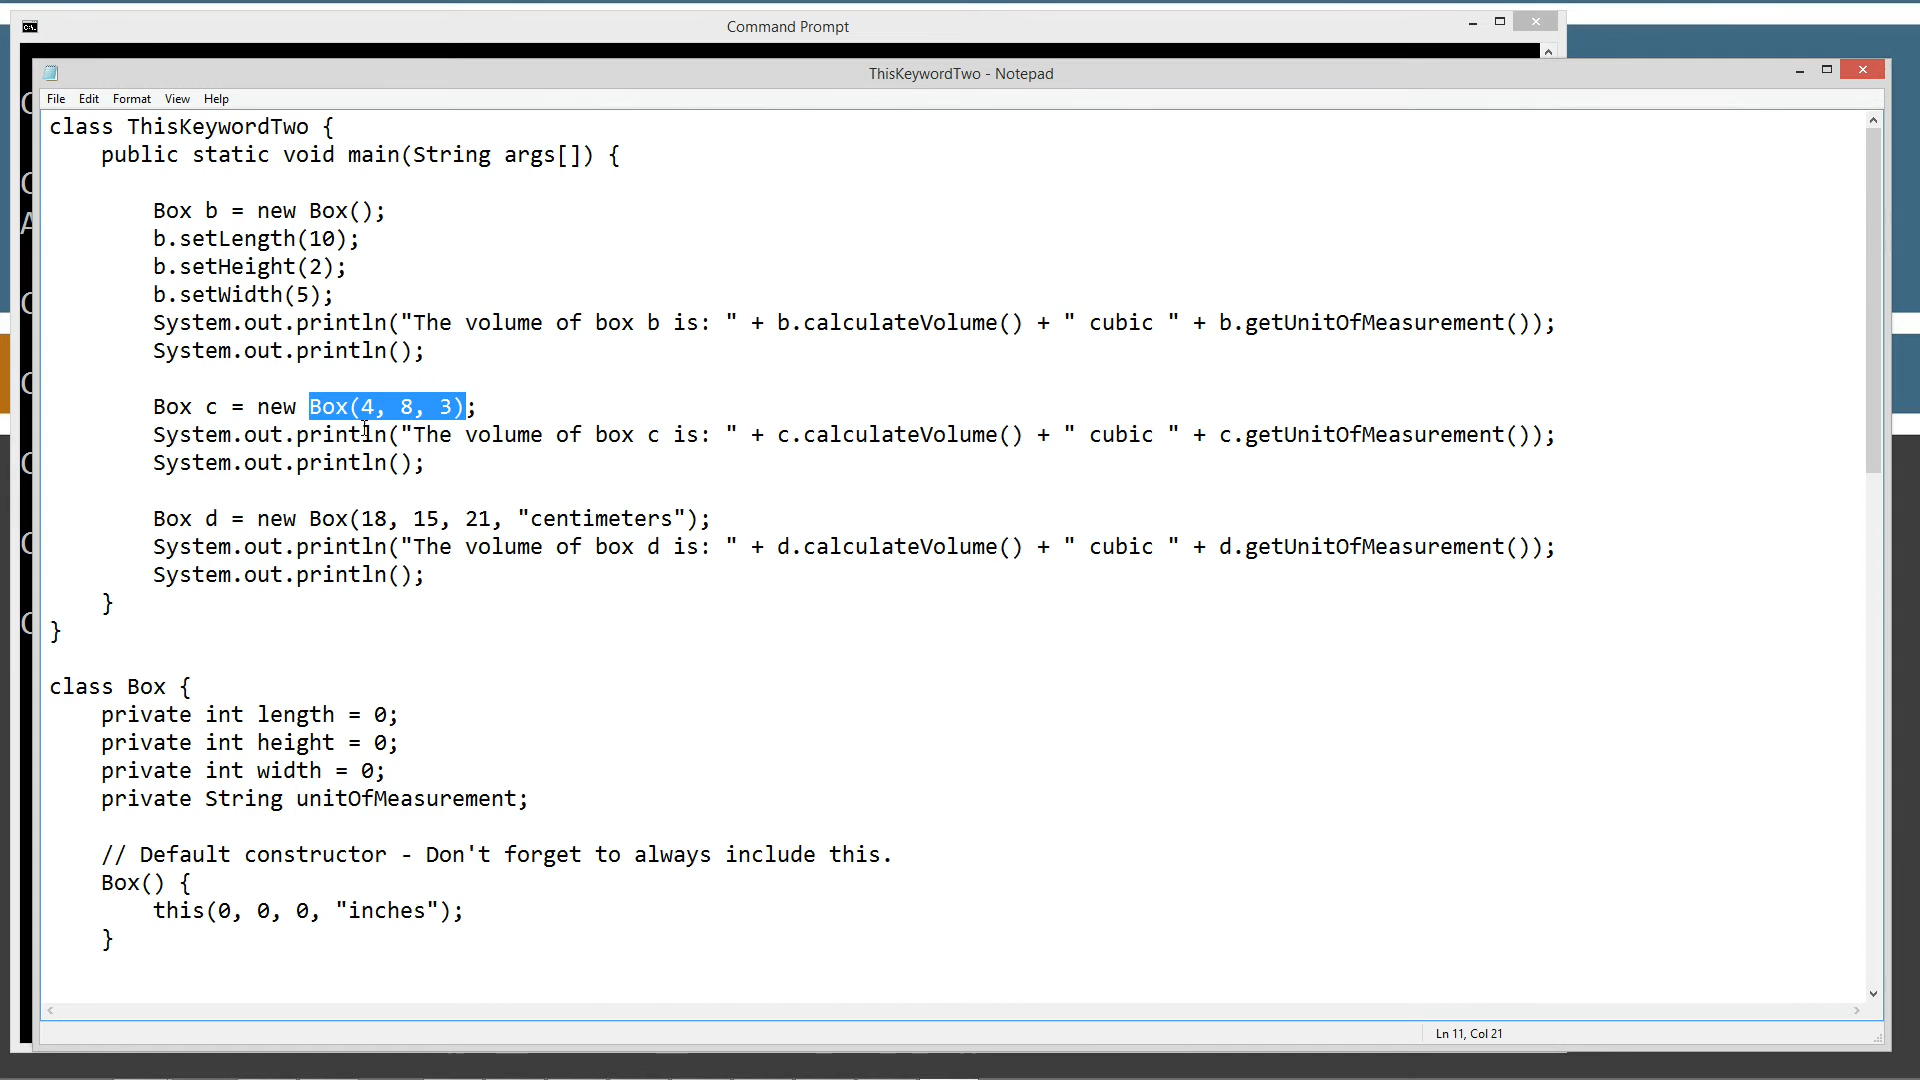 Command Prompt
ThisKeywordTwo - Notepad
File Edit Format View Help
class ThisKeywordTwo {
    public static void main(String args[]) {
        Box b = new Box();
        b.setLength(10);
        b.setHeight(2);
        b.setWidth(5);
        System.out.println("The volume of box b is: " + b.calculateVolume() + " cubic " + b.getUnitOfMeasurement());
        System.out.println();
        Box c = new Box(4, 8, 3);
        System.out.println("The volume of box c is: " + c.calculateVolume() + " cubic " + c.getUnitOfMeasurement());
        System.out.println();
        Box d = new Box(18, 15, 21, "centimeters");
        System.out.println("The volume of box d is: " + d.calculateVolume() + " cubic " + d.getUnitOfMeasurement());
        System.out.println();
    }
}
class Box {
    private int length = 0;
    private int height = 0;
    private int width = 0;
    private String unitOfMeasurement;
    // Default constructor - Don't forget to always include this.
    Box() {
        this(0, 0, 0, "inches");
    }
Ln 11, Col 21